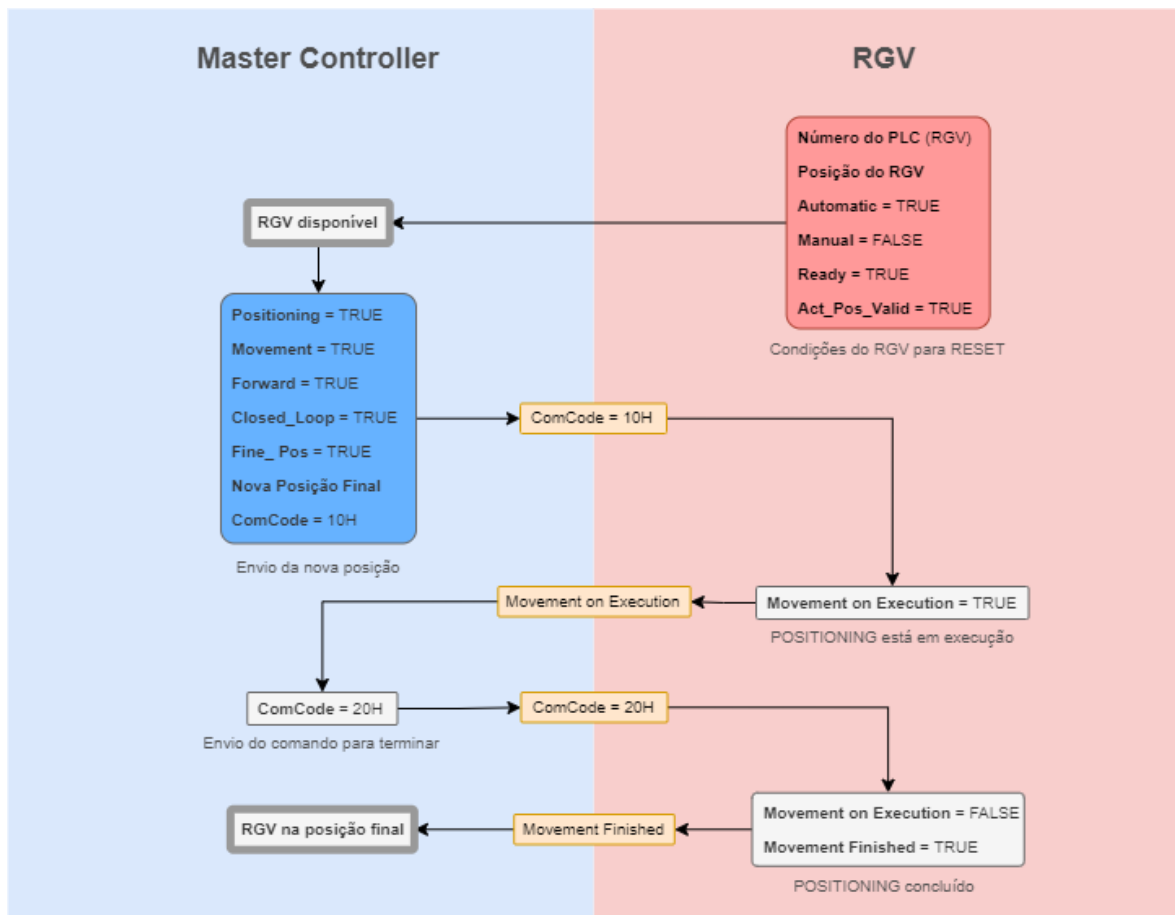 Master Controller
RGV
Número do PLC (RGV)
Posição do RGV
Automatic = TRUE
Manual = FALSE
Ready = TRUE
Act_Pos_Valid = TRUE
Condições do RGV para RESET
RGV disponível
Positioning = TRUE
Movement = TRUE
Forward = TRUE
Closed_Loop = TRUE
Fine_ Pos = TRUE
Nova Posição Final
ComCode = 10H
Envio da nova posição
ComCode = 10H
Movement on Execution = TRUE
POSITIONING está em execução
Movement on Execution
ComCode = 20H
Envio do comando para terminar
ComCode = 20H
Movement on Execution = FALSE
Movement Finished = TRUE
POSITIONING concluído
Movement Finished
RGV na posição final